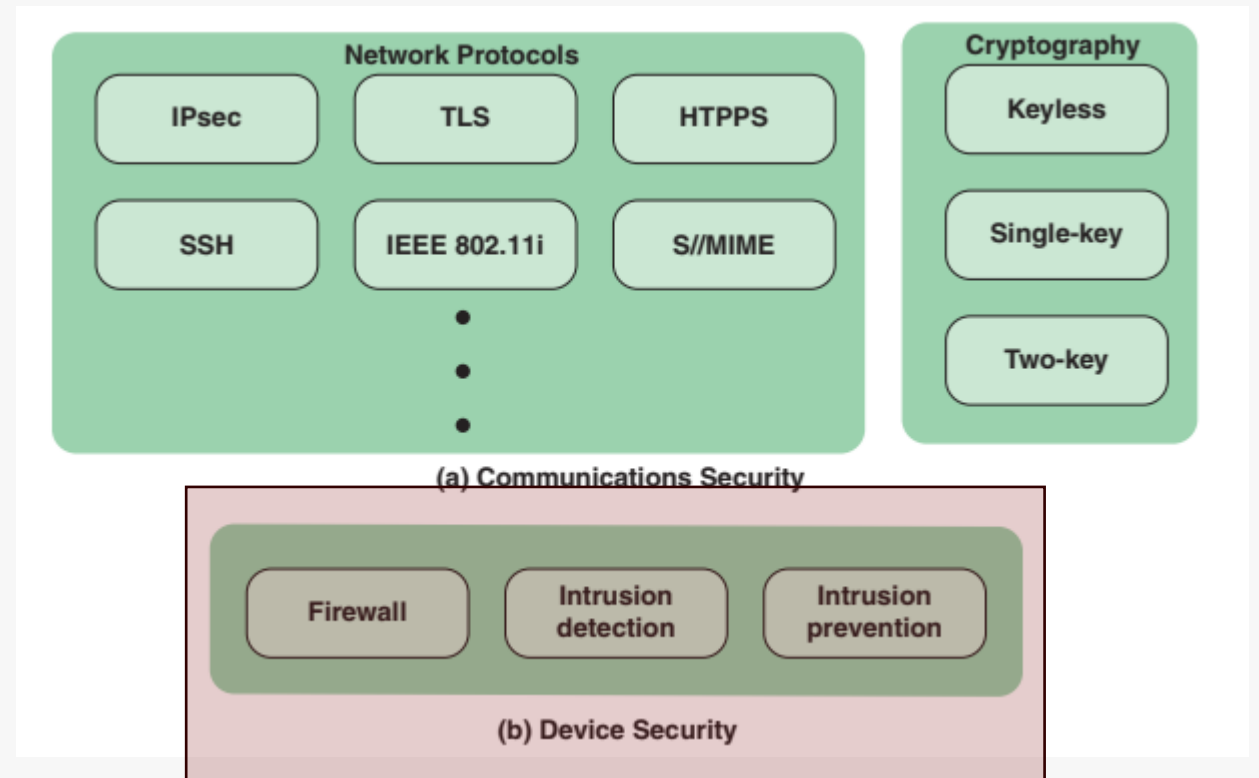 Network Protocols
IPsec
TLS
HTPPS
SSH
IEEE 802.11i
S//MIME
Cryptography
Keyless
Single-key
Two-key
(a) Communications Security
Firewall
Intrusion
detection
Intrusion
prevention
(b) Device Security